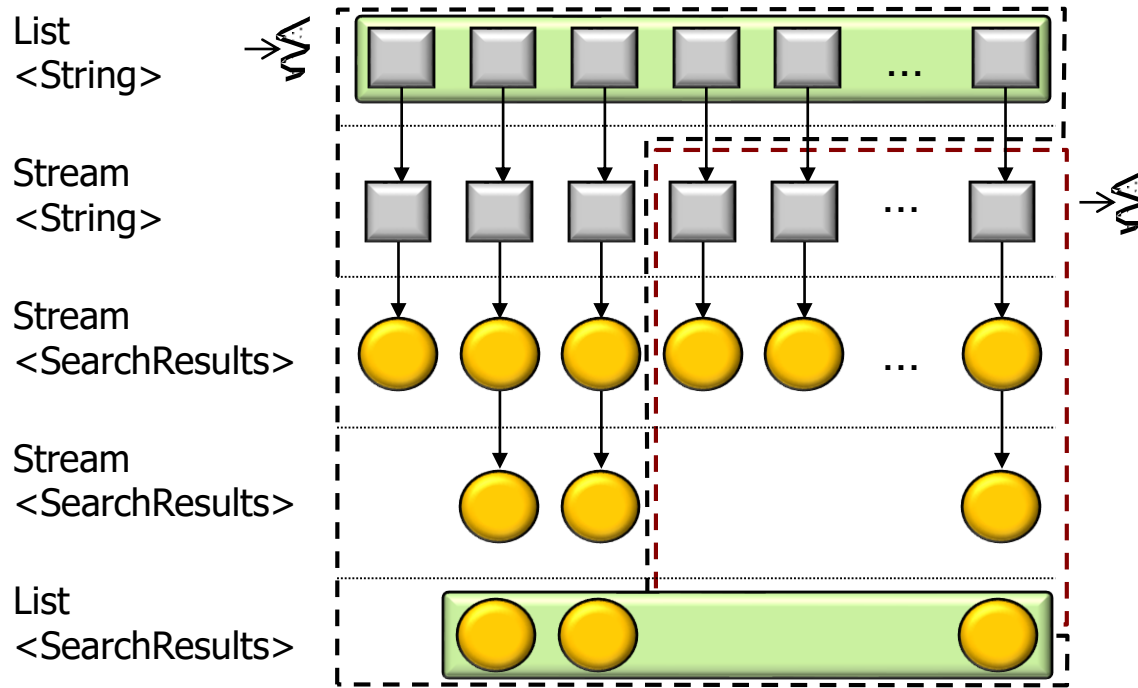 List
<String>
...
Stream
<String>
...
Stream
<SearchResults>
...
Stream
<SearchResults>
List
<SearchResults>